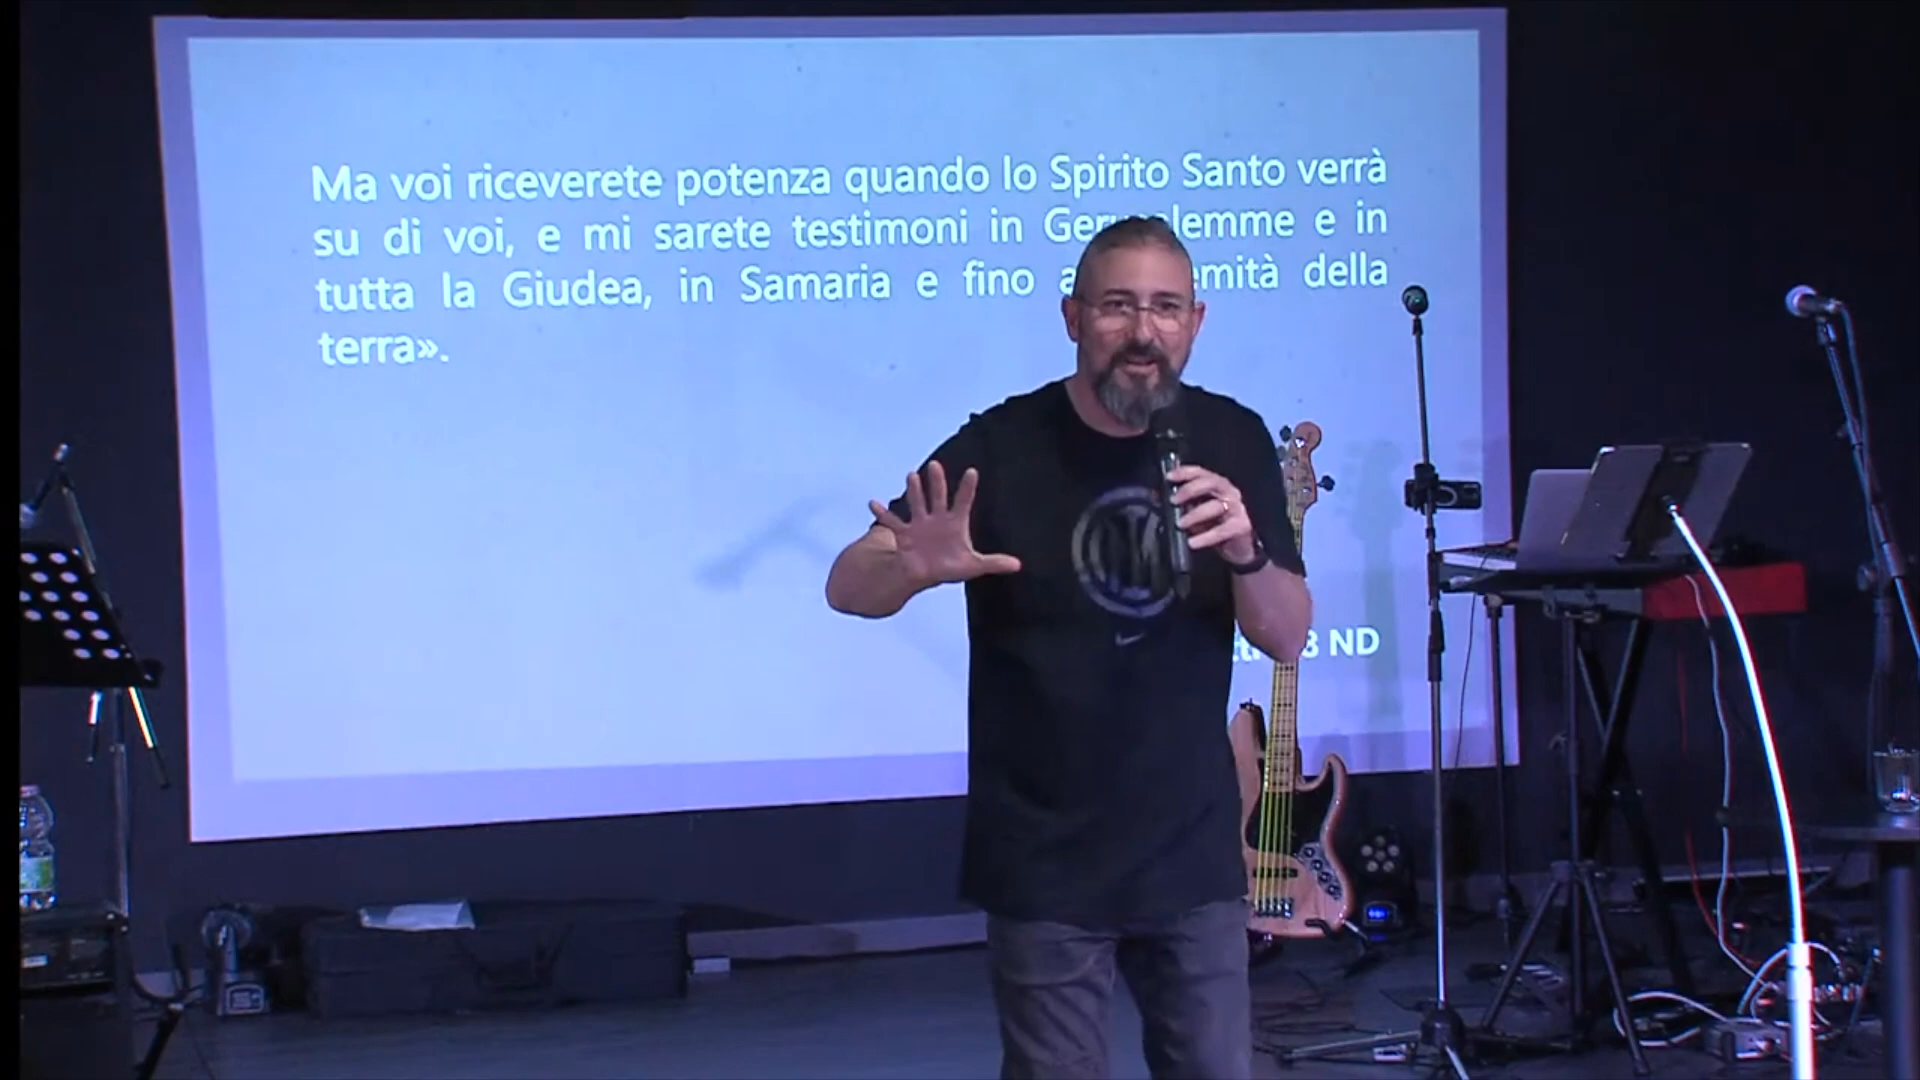 Ma voi riceverete potenza quando lo Spirito Santo verrà
su di voi, e mi sarete testimoni in e in
tutta la Giudea, in Samaria e fino della
terra».
ND